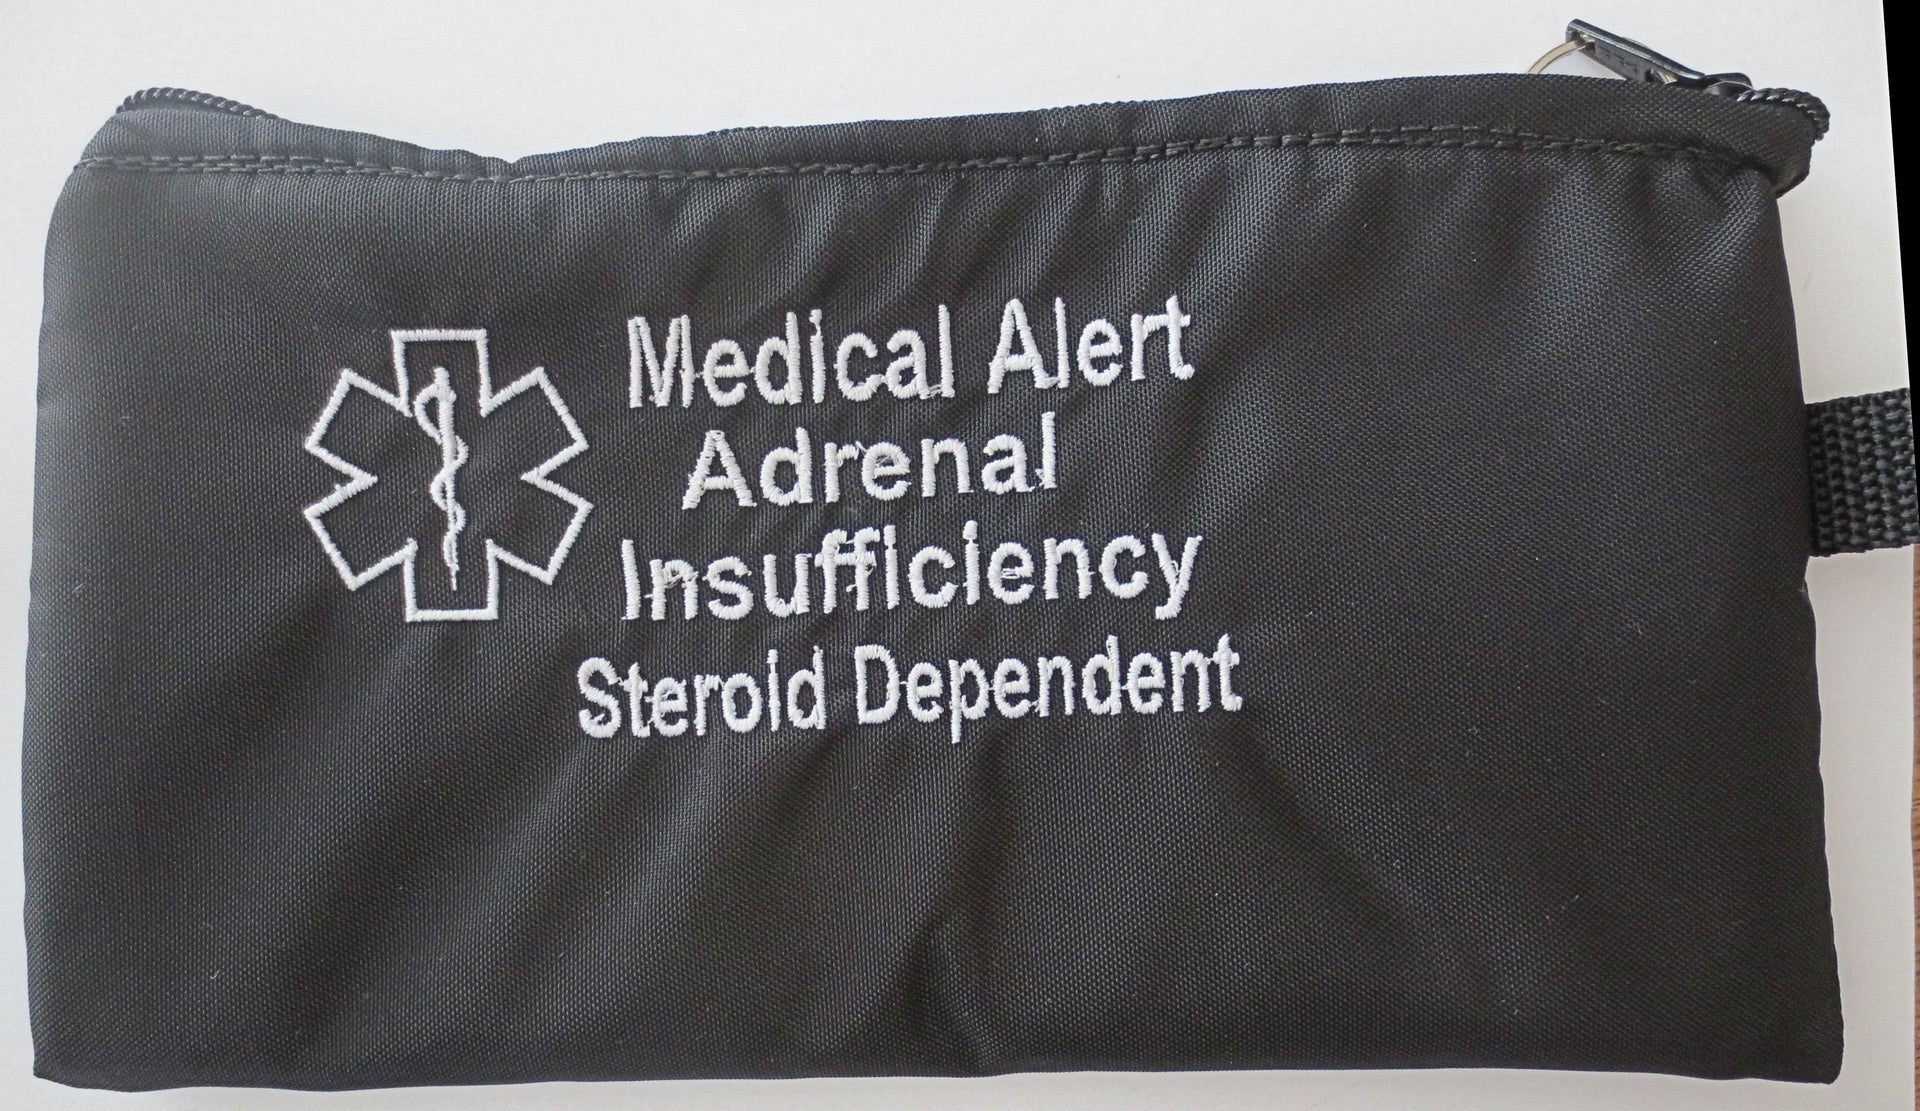 Medical Alert
Adrenal
Insufficiency
Steroid Dependent